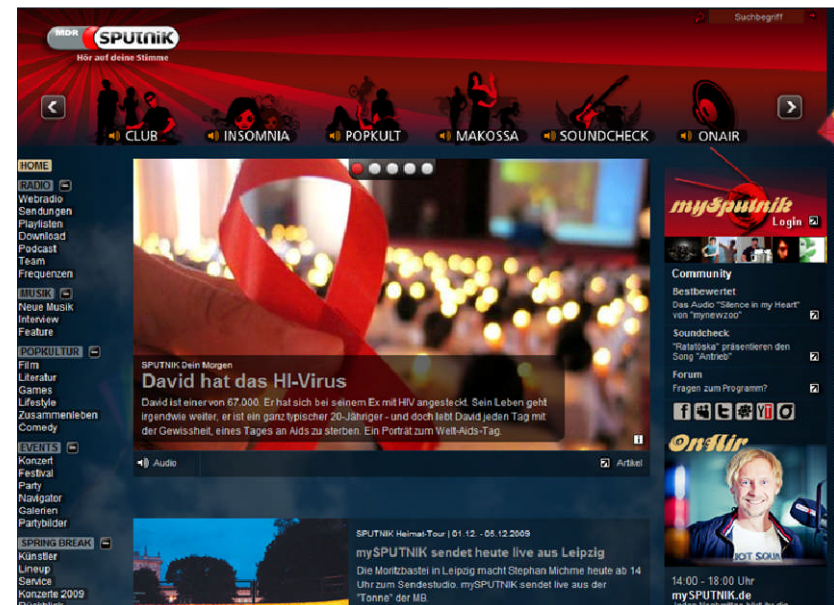 Suchbegriff
MDR SPUTNIK
Hör auf deine Stimme
CLUB
INSOMNIA
POPKULT
MAKOSSA
SOUNDCHECK
ONAIR
HOME
RADIO
Webradio
Sendungen
Playlisten
Download
Podcast
Team
Frequenzen
MUSIK
Neue Musik
Interview
Feature
POPKULTUR
Film
Literatur
Games
Lifestyle
Zusammenleben
Comedy
EVENTS
Konzert
Festival
Party
Navigator
Galerien
Partybilder
SPRING BREAK
Künstler
Lineup
Service
Konzerte 2009
Rückblick
SPUTNIK Dein Morgen
David hat das HI-Virus
David ist einer von 67.000. Er hat sich bei seinem Ex mit HIV angesteckt. Sein Leben geht
irgendwie weiter, er ist ein ganz typischer 20-Jähriger - und doch lebt David jeden Tag mit
der Gewissheit, eines Tages an Aids zu sterben. Ein Porträt zum Welt-Aids-Tag.
Audio
Artikel
SPUTNIK Heimat-Tour | 01.12. - 05.12.2009
mySPUTNIK sendet heute live aus Leipzig
Die Moritzbastei in Leipzig macht Stephan Michme heute ab 14
Uhr zum Sendestudio. mySPUTNIK sendet live aus der
"Tonne" der MB.
mySputnik
Login
Community
Bestbewertet
Das Audio "Silence in my Heart"
von "mynewzoo"
Soundcheck
"Ratatöska" präsentieren den
Song "Antrieb"
Forum
Fragen zum Programm?
OnAir
14:00 - 18:00 Uhr
mySPUTNIK.de